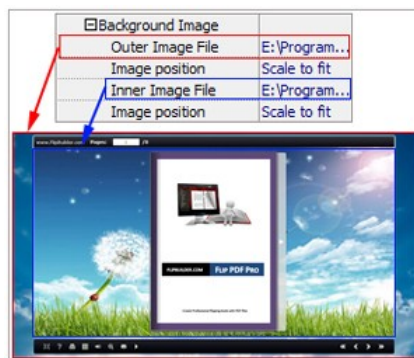 Background Image
Outer Image File E:\Program...
Image position Scale to fit
Inner Image File E:\Program...
Image position Scale to fit
www.FlipBuilder.com Pages: /9
FLIPBUILDER.COM FLIP PDF PRO